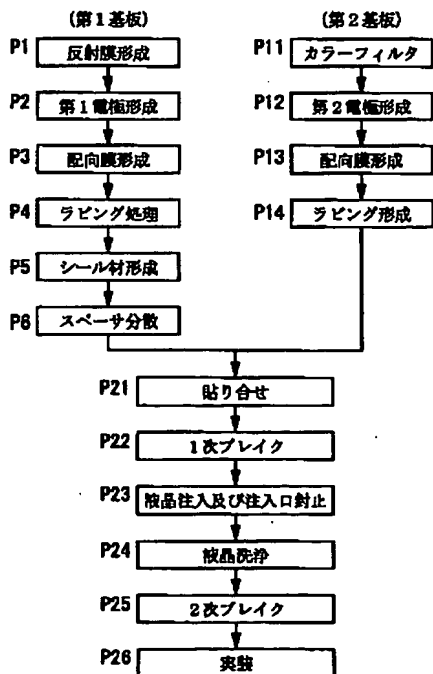 (第1基板)
P1 反射膜形成
P2 第1電極形成
P3 配向膜形成
P4 ラビング処理
P5 シール材形成
P6 スペーサ分散
(第2基板)
P11 カラーフィルタ
P12 第2電極形成
P13 配向膜形成
P14 ラビング形成
P21 貼り合せ
P22 1次ブレイク
P23 液晶注入及び注入口封止
P24 液晶洗浄
P25 2次ブレイク
P26 実験